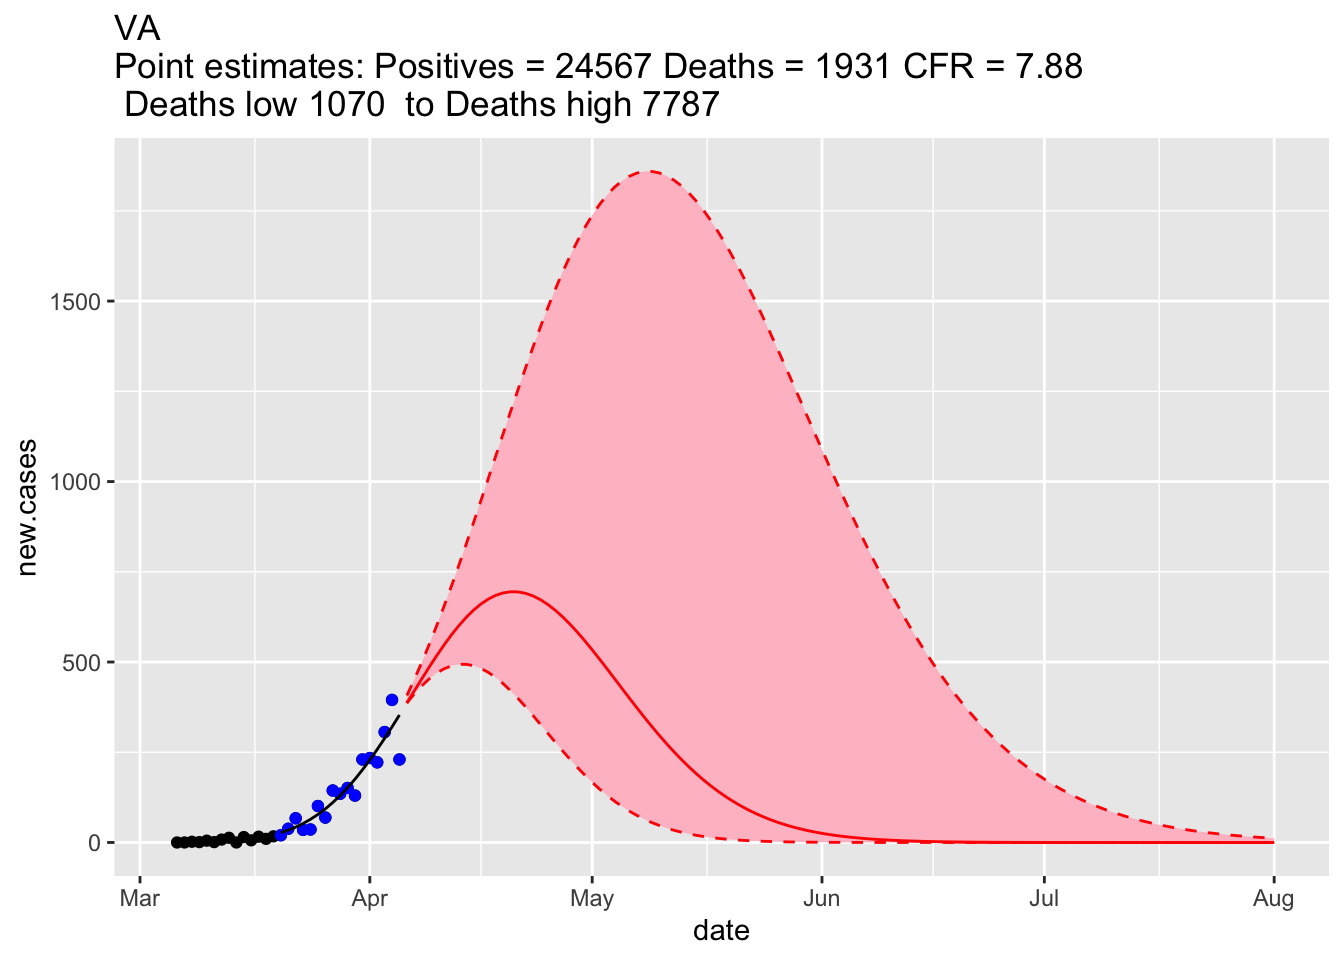 VA
Point estimates: Positives = 24567 Deaths = 1931 CFR = 7.88
Deaths low 1070  to Deaths high 7787
new.cases
1500
1000
500
0
Mar Apr May Jun Jul Aug
date